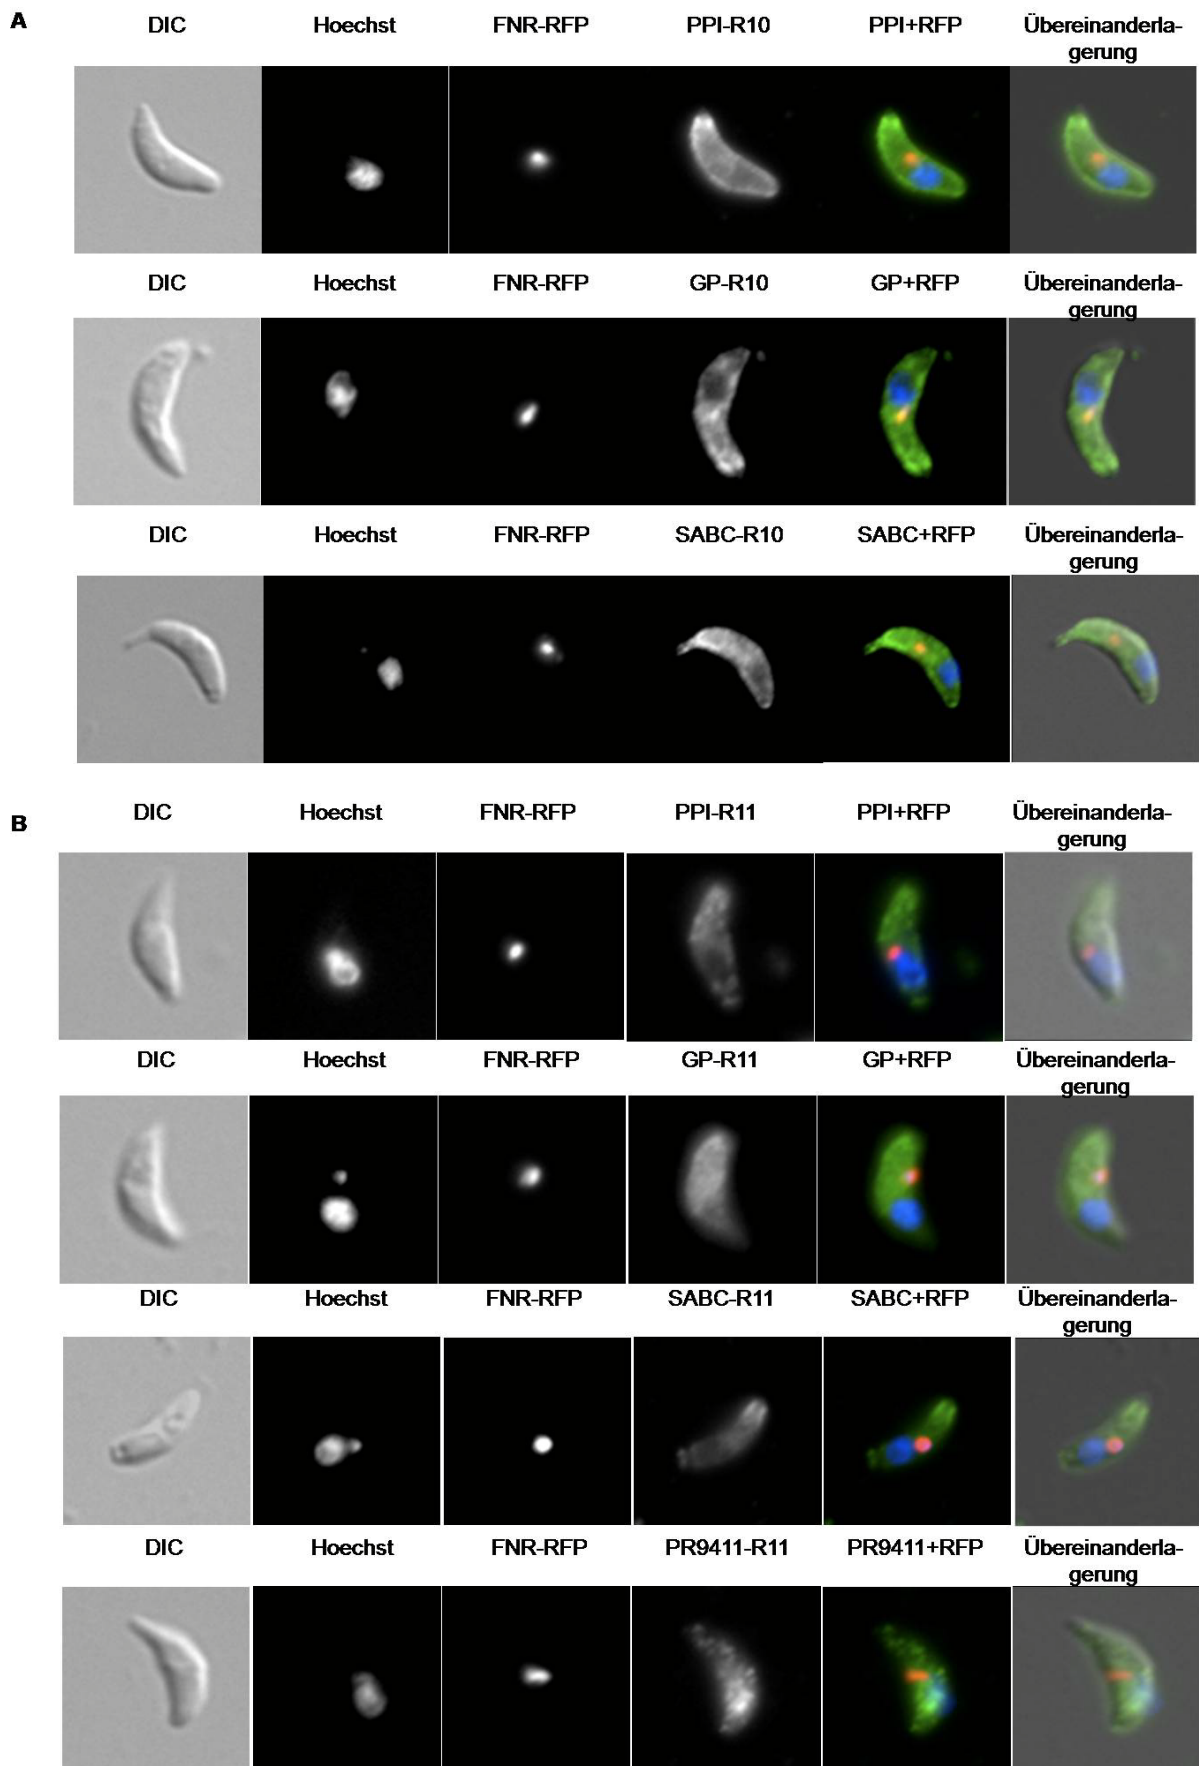 A
DIC Hoechst FNR-RFP PPI-R10 PPI+RFP Übereinanderla-
gerung
DIC Hoechst FNR-RFP GP-R10 GP+RFP Übereinanderla-
gerung
DIC Hoechst FNR-RFP SABC-R10 SABC+RFP Übereinanderla-
gerung
B
DIC Hoechst FNR-RFP PPI-R11 PPI+RFP Übereinanderla-
gerung
DIC Hoechst FNR-RFP GP-R11 GP+RFP Übereinanderla-
gerung
DIC Hoechst FNR-RFP SABC-R11 SABC+RFP Übereinanderla-
gerung
DIC Hoechst FNR-RFP PR9411-R11 PR9411+RFP Übereinanderla-
gerung